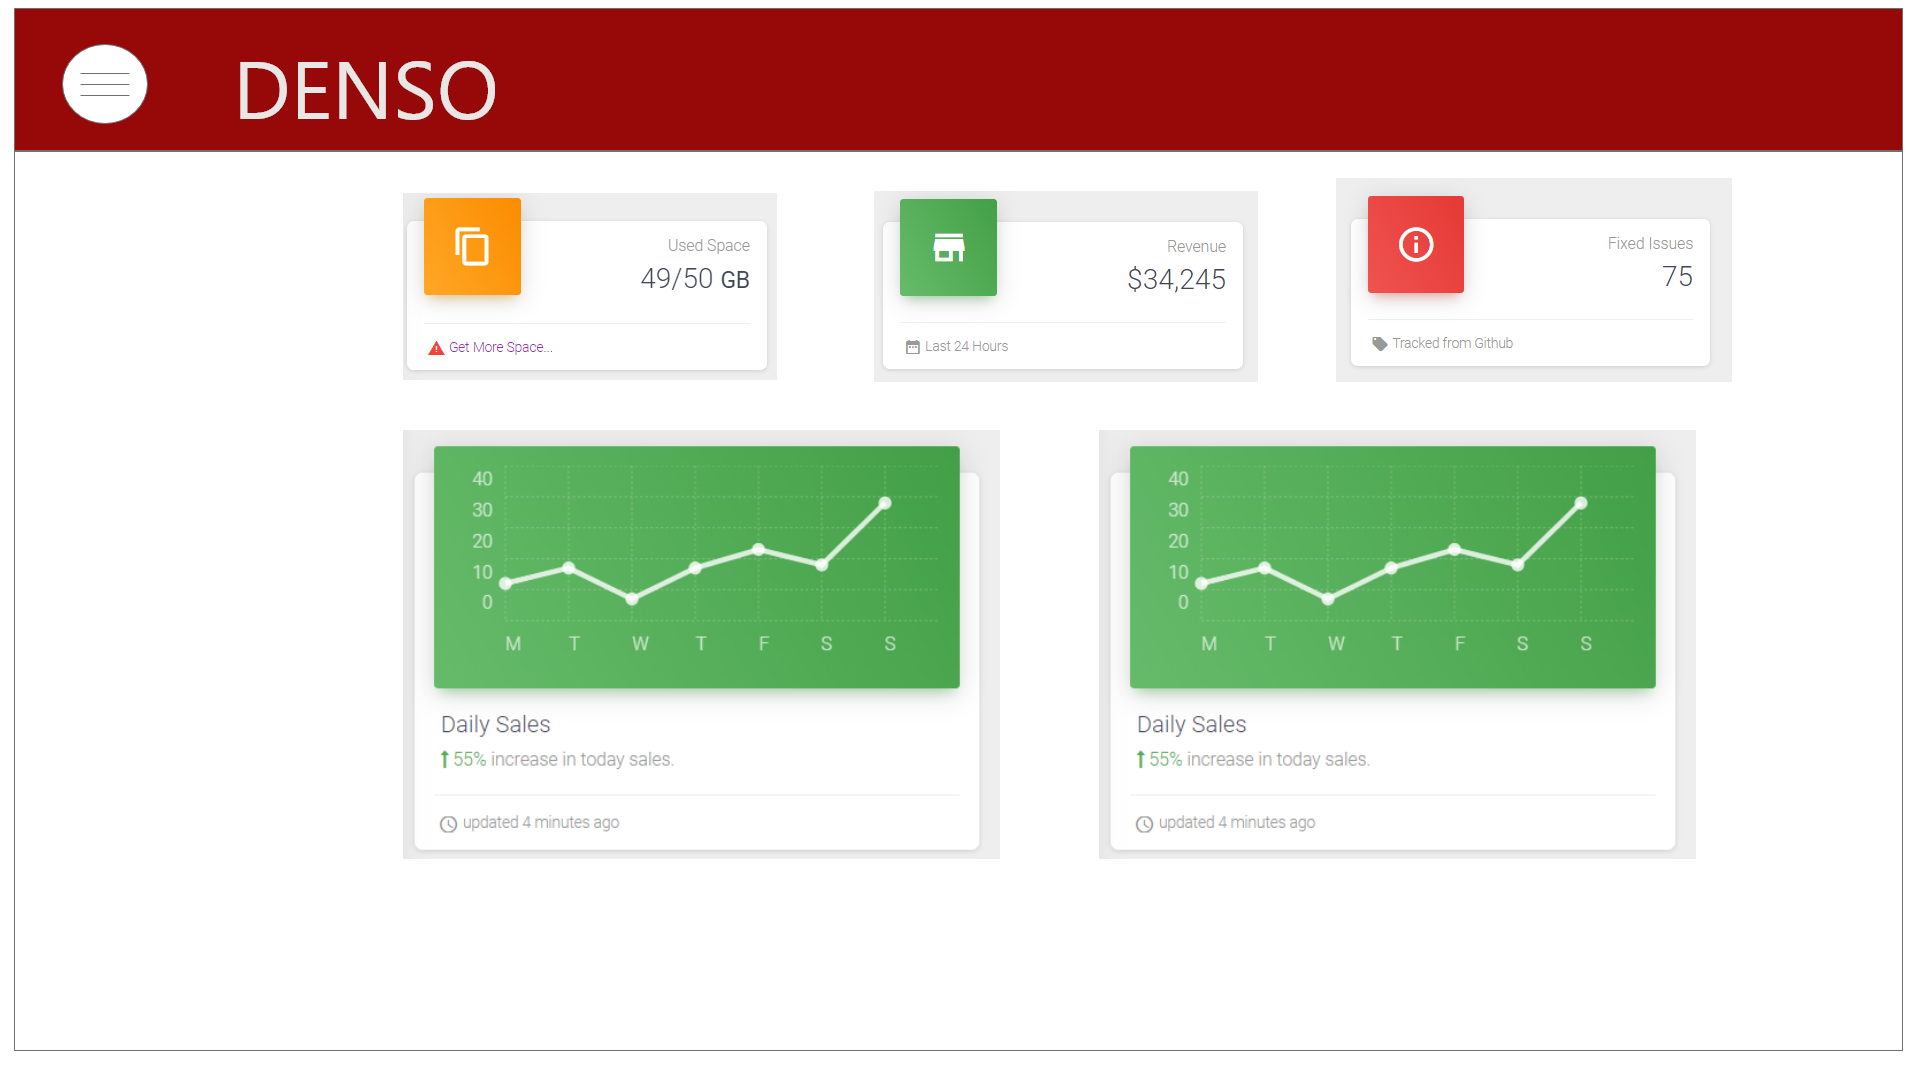 DENSO
Used Space
49/50 GB
Get More Space...
Revenue
$34,245
Last 24 Hours
Fixed Issues
75
Tracked from Github
40
30
20
10
0
M T W T F S S
Daily Sales
55% increase in today sales.
updated 4 minutes ago
40
30
20
10
0
M T W T F S S
Daily Sales
55% increase in today sales.
updated 4 minutes ago